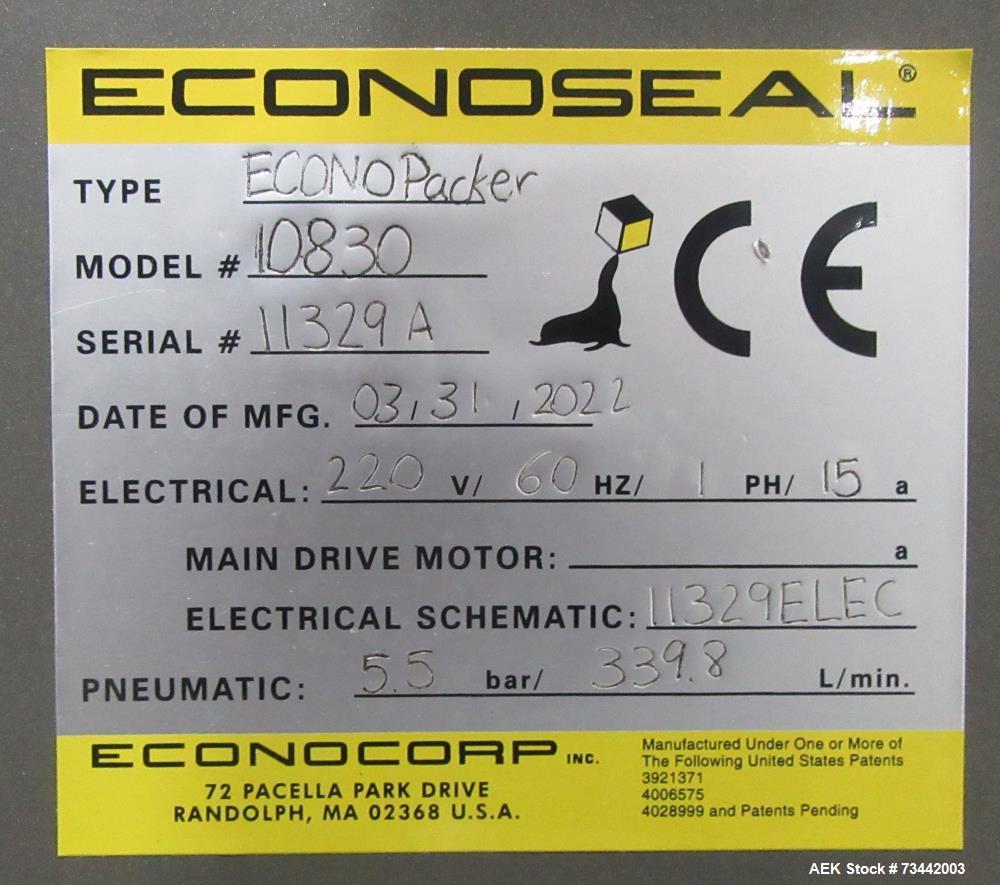 ECONOSEAL®
TYPE ECONOPacker
MODEL # 10830
CE
SERIAL # 11329A
DATE OF MFG. 03,31,2022
ELECTRICAL: 220 V/ 60 HZ/ 1 PH/ 15 a
MAIN DRIVE MOTOR: a
ELECTRICAL SCHEMATIC: 11329ELEC
PNEUMATIC: 5.5 bar/ 339.8 L/min.
ECONOCORP INC.
72 PACELLA PARK DRIVE
RANDOLPH, MA 02368 U.S.A.
Manufactured Under One or More of
The Following United States Patents
3921371
4006575
4028999 and Patents Pending
AEK Stock # 73442003